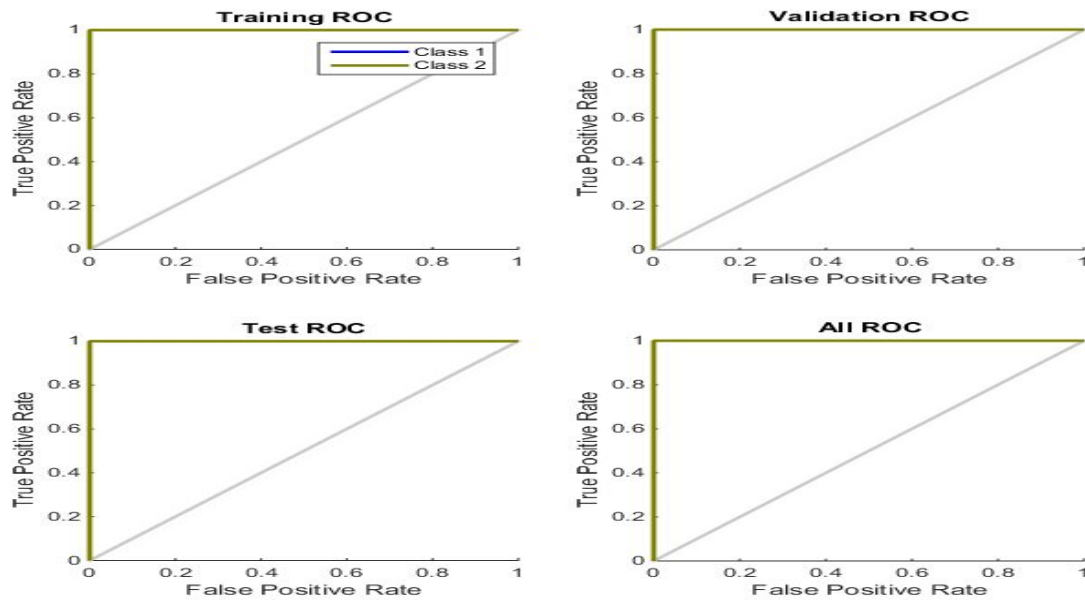 Training ROC
True Positive Rate
1
0.8
0.6
0.4
0.2
0
Class 1
Class 2
0 0.2 0.4 0.6 0.8 1
False Positive Rate
Validation ROC
True Positive Rate
1
0.8
0.6
0.4
0.2
0
0 0.2 0.4 0.6 0.8 1
False Positive Rate
Test ROC
True Positive Rate
1
0.8
0.6
0.4
0.2
0
0 0.2 0.4 0.6 0.8 1
False Positive Rate
All ROC
True Positive Rate
1
0.8
0.6
0.4
0.2
0
0 0.2 0.4 0.6 0.8 1
False Positive Rate